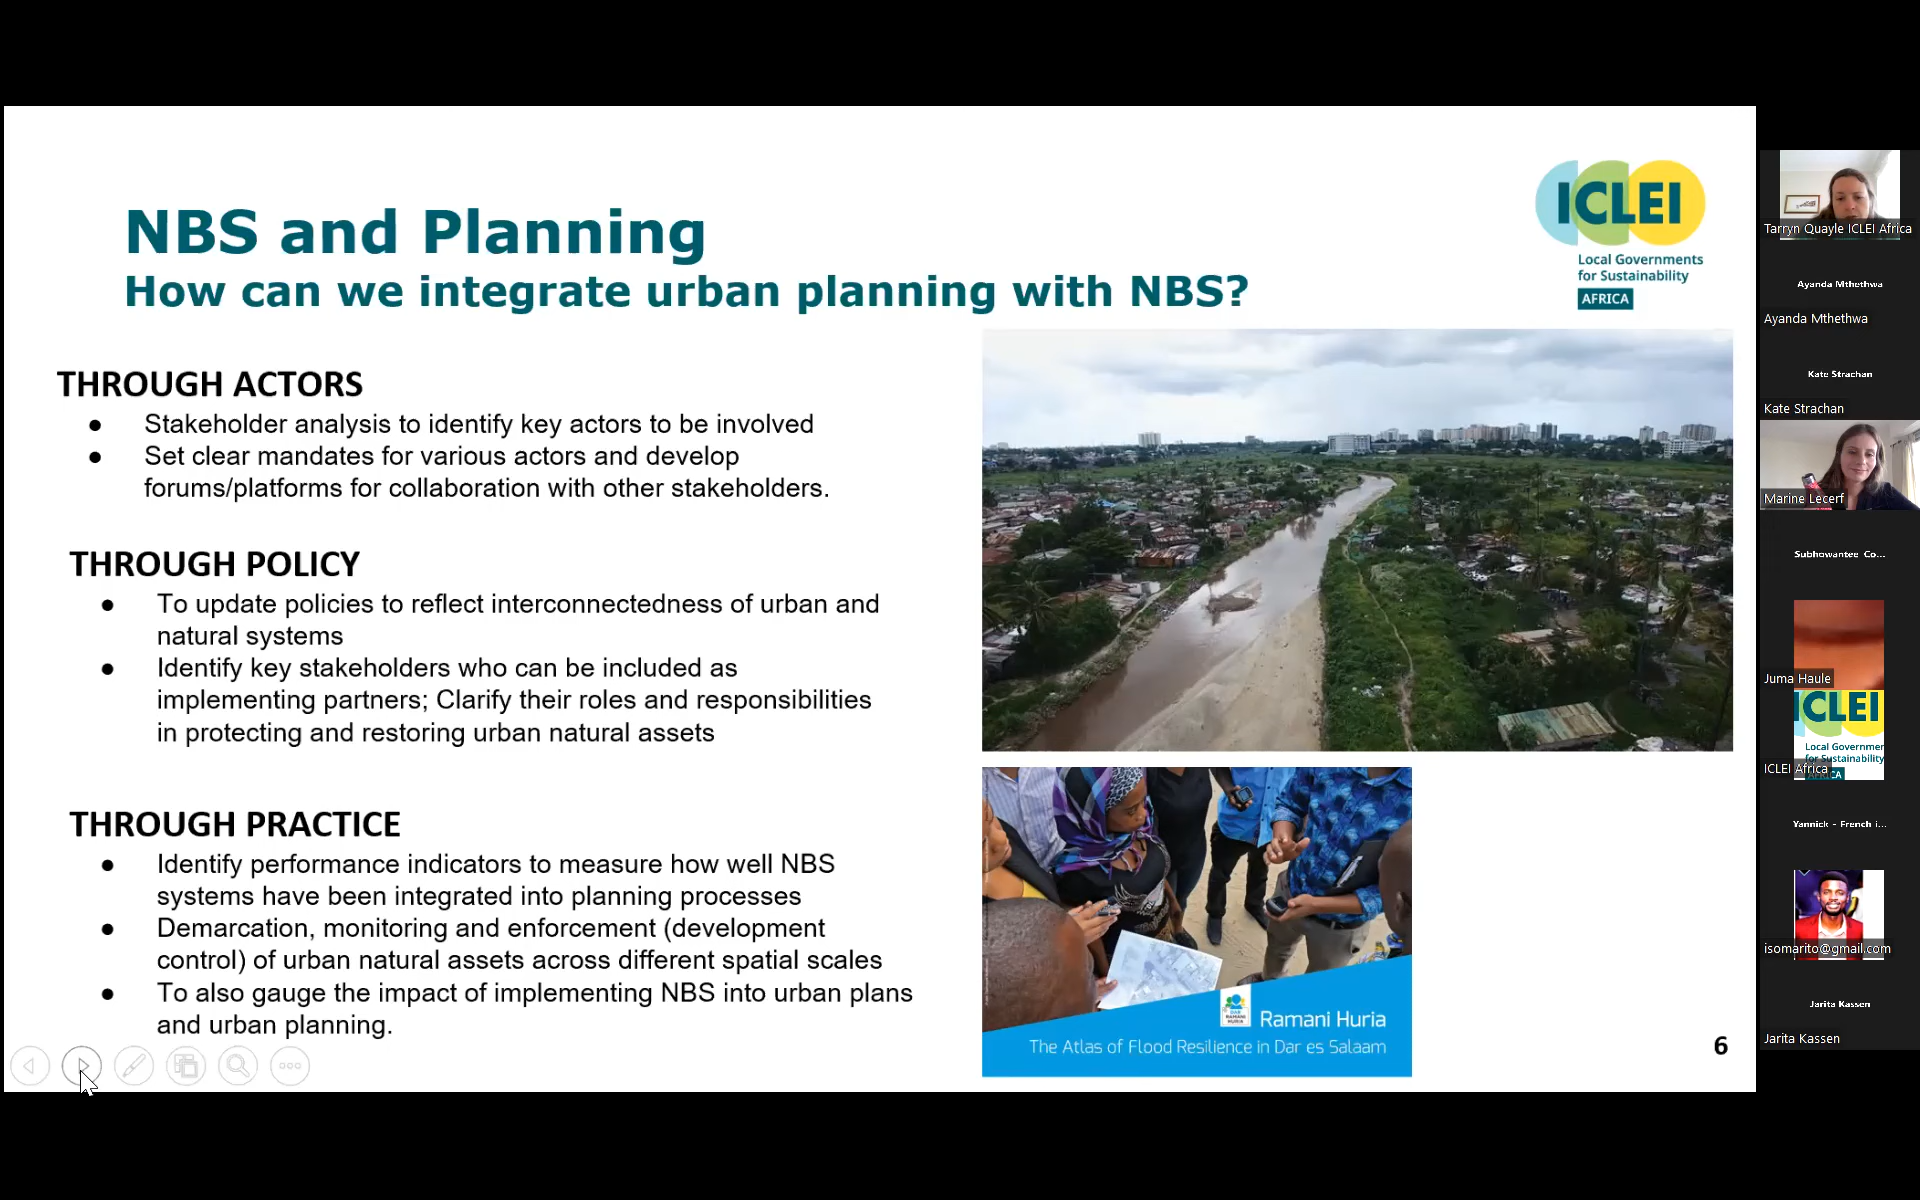 NBS and Planning
How can we integrate urban planning with NBS?
ICLEI
Local Governments
for Sustainability
AFRICA
THROUGH ACTORS
● Stakeholder analysis to identify key actors to be involved
● Set clear mandates for various actors and develop
forums/platforms for collaboration with other stakeholders.
THROUGH POLICY
● To update policies to reflect interconnectedness of urban and
natural systems
● Identify key stakeholders who can be included as
implementing partners; Clarify their roles and responsibilities
in protecting and restoring urban natural assets
THROUGH PRACTICE
● Identify performance indicators to measure how well NBS
systems have been integrated into planning processes
● Demarcation, monitoring and enforcement (development
control) of urban natural assets across different spatial scales
● To also gauge the impact of implementing NBS into urban plans
and urban planning.
Ramani Huria
The Atlas of Flood Resilience in Dar es Salaam
6
Tarryn Quayle ICLEI Africa
Ayanda Mthethwa
Ayanda Mthethwa
Kate Strachan
Kate Strachan
Marine Lecerf
Subhowantee Co...
Juma Haule
ICLEI
Local Governmer
for Sustainability
ICLEI Africa
Yannick - French i...
isomarito@gmail.com
Jarita Kassen
Jarita Kassen